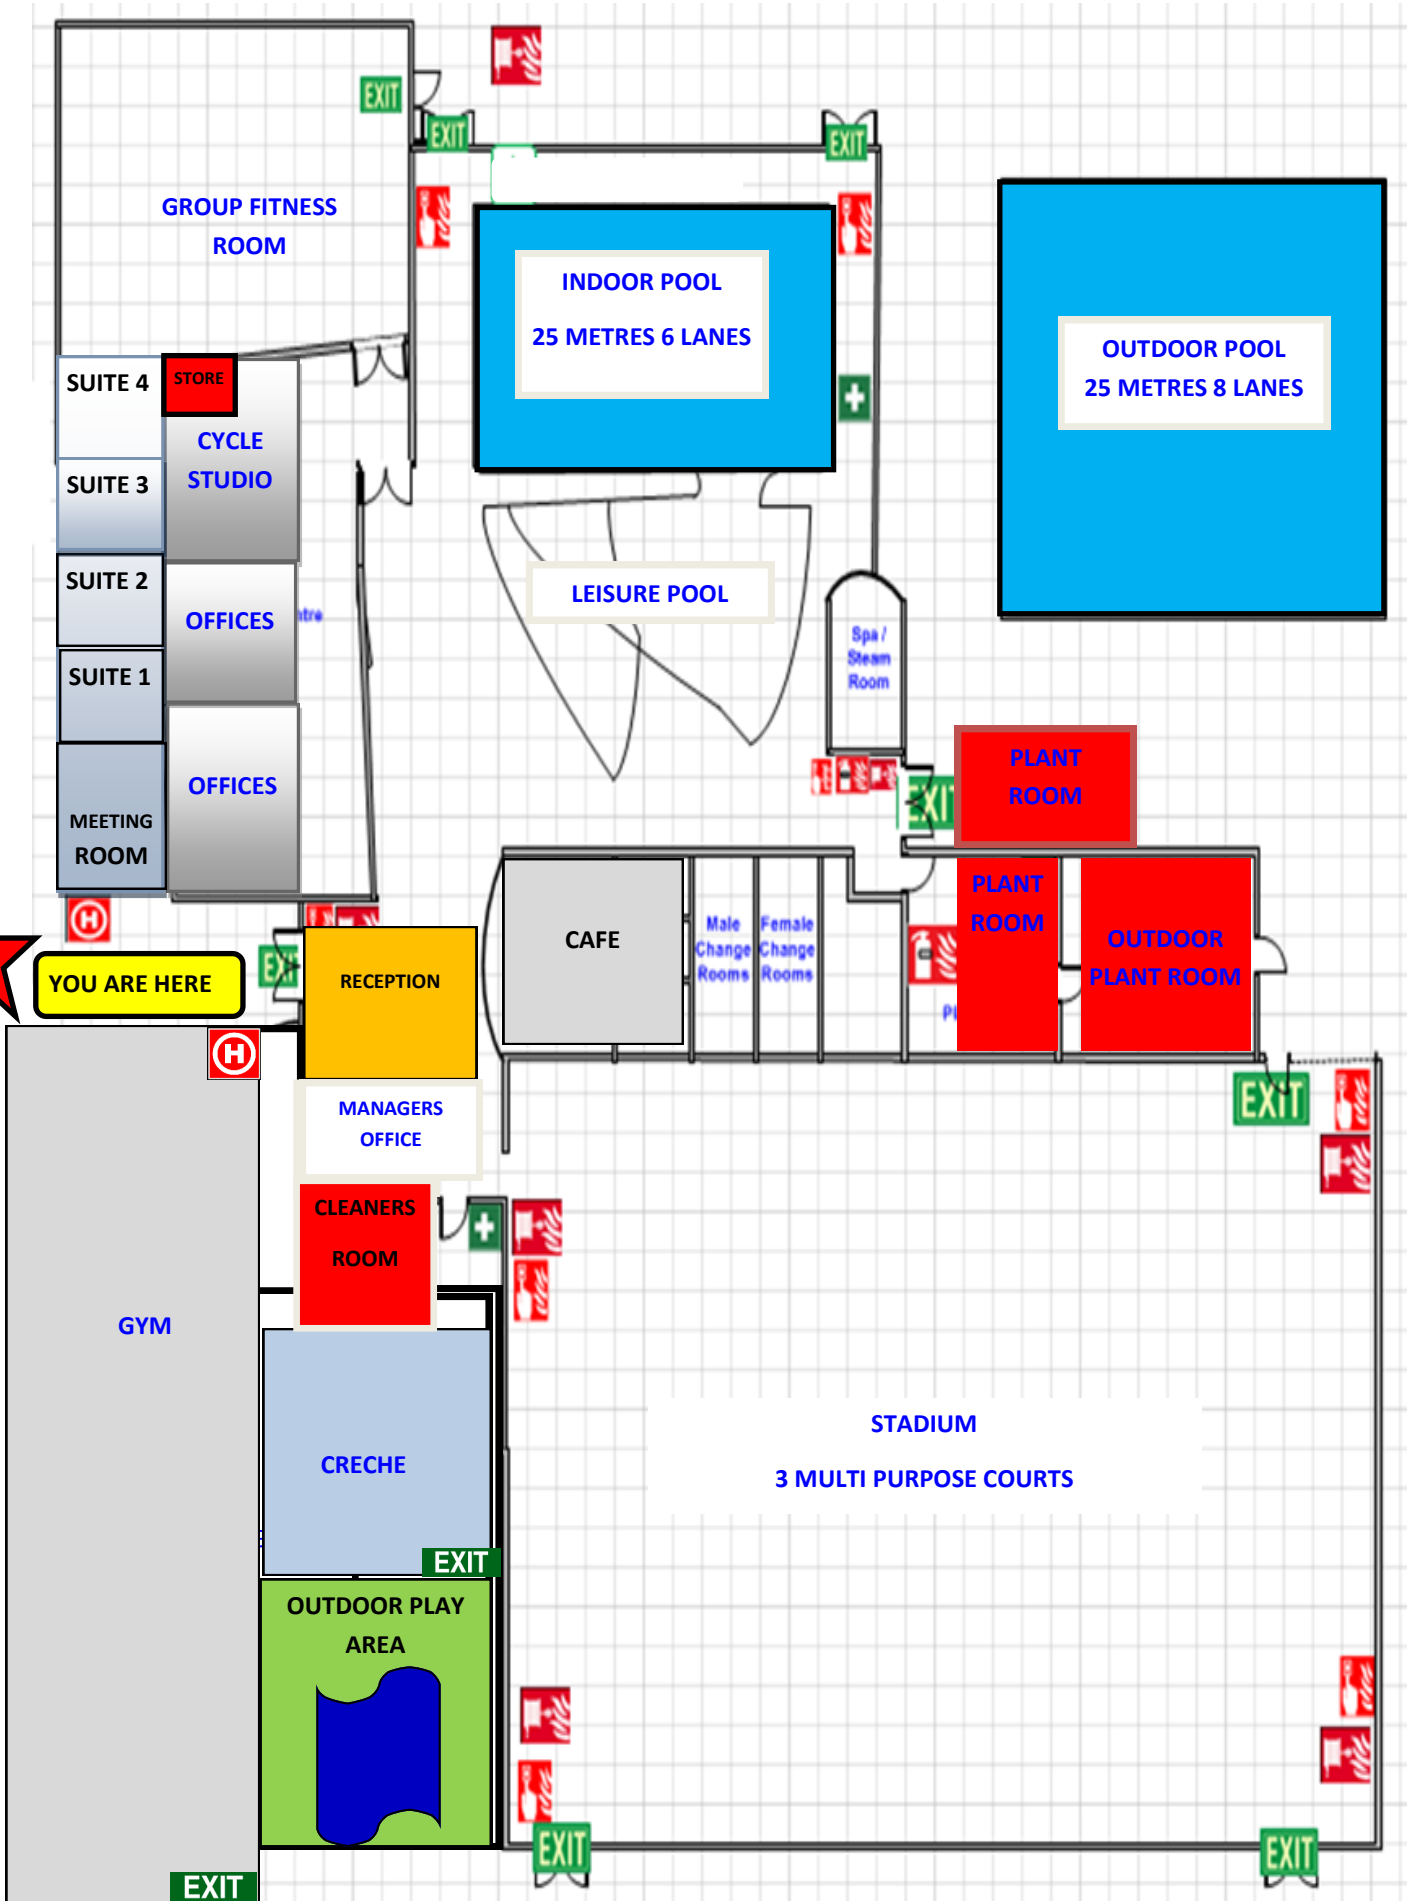 EXIT
EXIT
EXIT
GROUP FITNESS
ROOM
INDOOR POOL
25 METRES 6 LANES
OUTDOOR POOL
25 METRES 8 LANES
SUITE 4
STORE
CYCLE
STUDIO
SUITE 3
SUITE 2
OFFICES
ntre
LEISURE POOL
Spa /
Steam
Room
SUITE 1
OFFICES
MEETING
ROOM
PLANT
ROOM
EXIT
PLANT
ROOM
H
CAFE
Male
Change
Rooms
Female
Change
Rooms
OUTDOOR
PLANT ROOM
YOU ARE HERE
EXIT
RECEPTION
H
MANAGERS
OFFICE
EXIT
CLEANERS
ROOM
GYM
CRECHE
STADIUM
3 MULTI PURPOSE COURTS
EXIT
OUTDOOR PLAY
AREA
EXIT
EXIT
EXIT